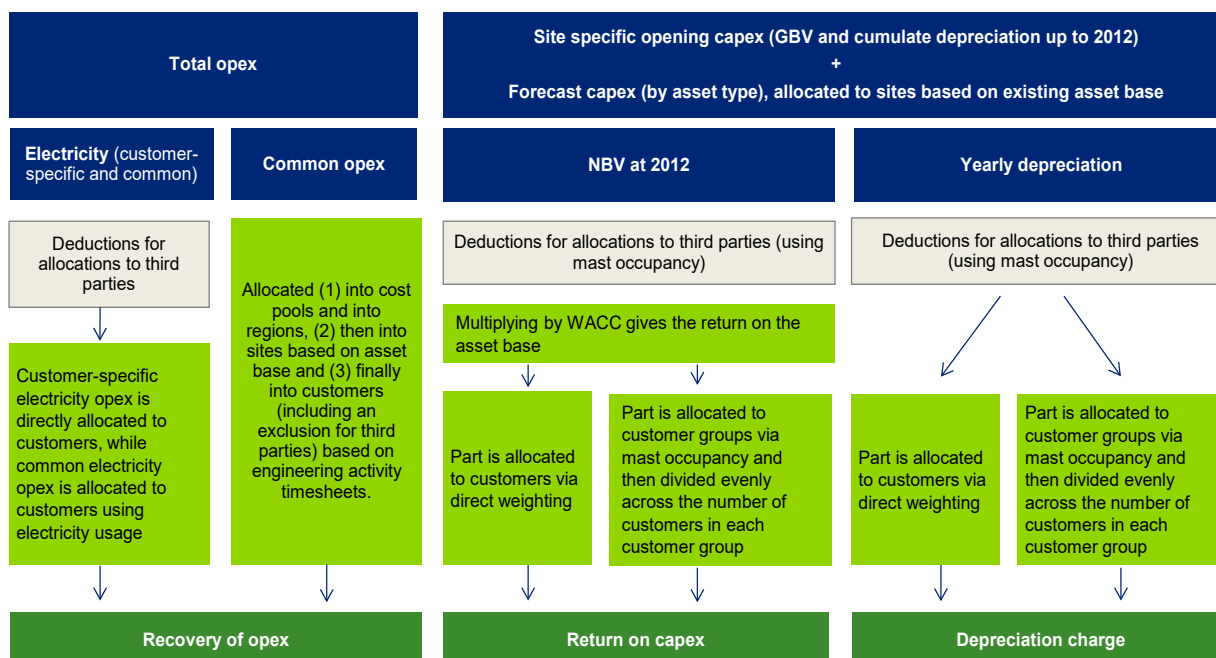 Total opex
Site specific opening capex (GBV and cumulate depreciation up to 2012)
+
Forecast capex (by asset type), allocated to sites based on existing asset base
Electricity (customer-
specific and common)
Common opex
NBV at 2012
Yearly depreciation
Deductions for
allocations to third
parties
Customer-specific
electricity opex is
directly allocated to
customers, while
common electricity
opex is allocated to
customers using
electricity usage
Allocated (1) into cost
pools and into
regions, (2) then into
sites based on asset
base and (3) finally
into customers
(including an
exclusion for third
parties) based on
engineering activity
timesheets.
Deductions for allocations to third parties (using
mast occupancy)
Multiplying by WACC gives the return on the
asset base
Part is allocated
to customers via
direct weighting
Part is allocated to
customer groups via
mast occupancy and
then divided evenly
across the number of
customers in each
customer group
Deductions for allocations to third parties
(using mast occupancy)
Part is allocated
to customers via
direct weighting
Part is allocated to
customer groups via
mast occupancy and
then divided evenly
across the number of
customers in each
customer group
Recovery of opex
Return on capex
Depreciation charge